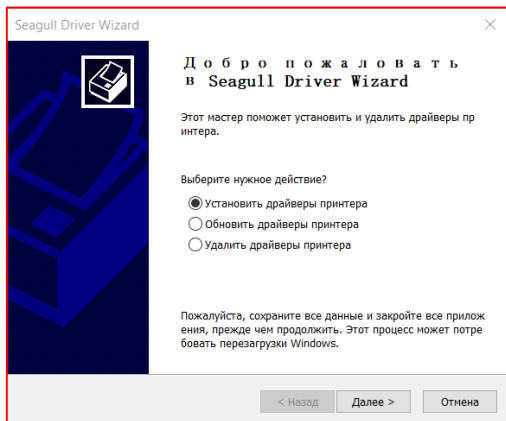 Seagull Driver Wizard
Добро пожаловать
в Seagull Driver Wizard
Этот мастер поможет установить и удалить драйверы пр
интера.
Выберите нужное действие?
Установить драйверы принтера
Обновить драйверы принтера
Удалить драйверы принтера
Пожалуйста, сохраните все данные и закройте все прилож
ения, прежде чем продолжить. Этот процесс может потре
бовать перезагрузки Windows.
< Назад Далее > Отмена